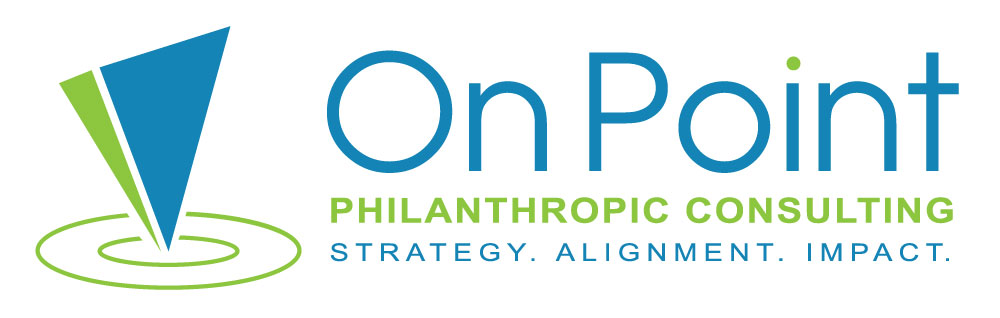 On Point
PHILANTHROPIC CONSULTING
STRATEGY. ALIGNMENT. IMPACT.